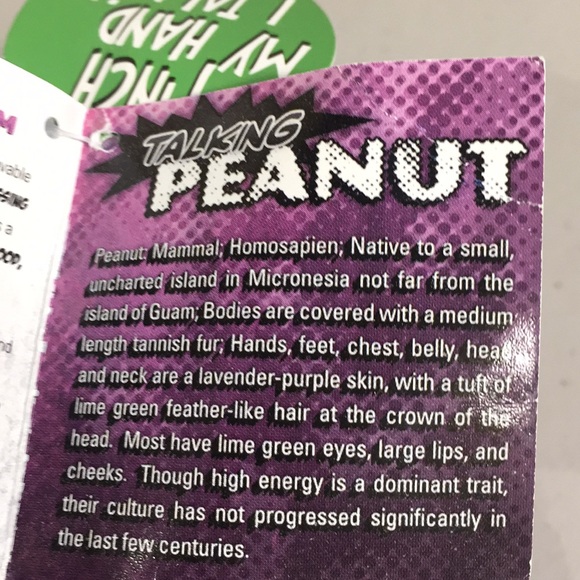 PINCH
MY HAND
I TALK
TALKING
PEANUT
Peanut: Mammal; Homosapien; Native to a small,
uncharted island in Micronesia not far from the
island of Guam; Bodies are covered with a medium
length tannish fur; Hands, feet, chest, belly, head
and neck are a lavender-purple skin, with a tuft of
lime green feather-like hair at the crown of the
head. Most have lime green eyes, large lips, and
cheeks. Though high energy is a dominant trait,
their culture has not progressed significantly in
the last few centuries.